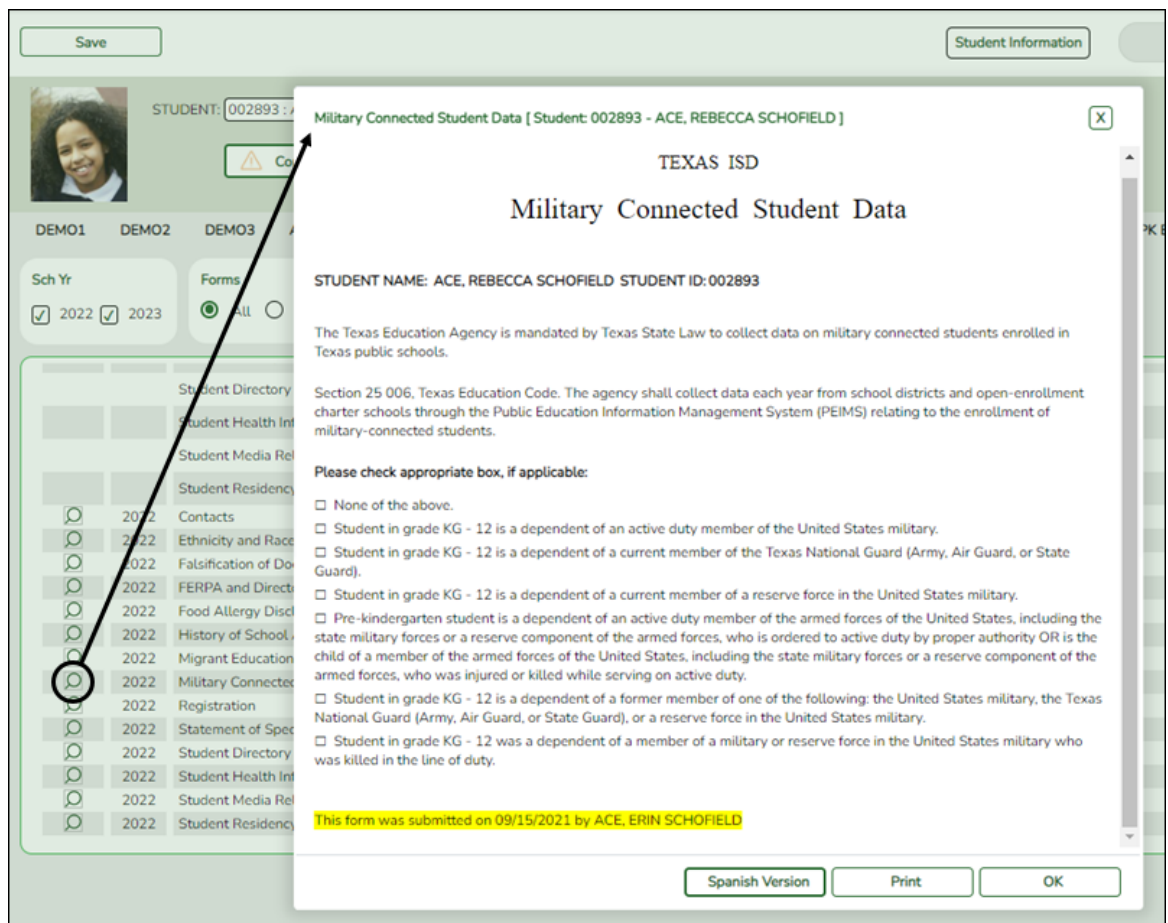 Save
Student Information
STUDENT: 002893 :
Military Connected Student Data [ Student: 002893 - ACE, REBECCA SCHOFIELD ]
X
TEXAS ISD
Military Connected Student Data
DEMO1 DEMO2 DEMO3
PK
Sch Yr
Forms
2022 2023
All
STUDENT NAME: ACE, REBECCA SCHOFIELD STUDENT ID: 002893
The Texas Education Agency is mandated by Texas State Law to collect data on military connected students enrolled in
Texas public schools.
Section 25 006, Texas Education Code. The agency shall collect data each year from school districts and open-enrollment
charter schools through the Public Education Information Management System (PEIMS) relating to the enrollment of
military-connected students.
Please check appropriate box, if applicable:
☐ None of the above.
☐ Student in grade KG - 12 is a dependent of an active duty member of the United States military.
☐ Student in grade KG - 12 is a dependent of a current member of the Texas National Guard (Army, Air Guard, or State
Guard).
☐ Student in grade KG - 12 is a dependent of a current member of a reserve force in the United States military.
☐ Pre-kindergarten student is a dependent of an active duty member of the armed forces of the United States, including the
state military forces or a reserve component of the armed forces, who is ordered to active duty by proper authority OR is the
child of a member of the armed forces of the United States, including the state military forces or a reserve component of the
armed forces, who was injured or killed while serving on active duty.
☐ Student in grade KG - 12 is a dependent of a former member of one of the following: the United States military, the Texas
National Guard (Army, Air Guard, or State Guard), or a reserve force in the United States military.
☐ Student in grade KG - 12 was a dependent of a member of a military or reserve force in the United States military who
was killed in the line of duty.
This form was submitted on 09/15/2021 by ACE, ERIN SCHOFIELD
Spanish Version
Print
OK
Student Directory
Student Health
Student Media
Student Residency
2022 Contacts
2022 Ethnicity and Race
2022 Falsification of
2022 FERPA and
2022 Food Allergy
2022 History of School
2022 Migrant Education
2022 Military Connected
2022 Registration
2022 Statement of
2022 Student Directory
2022 Student Health
2022 Student Media
2022 Student Residency